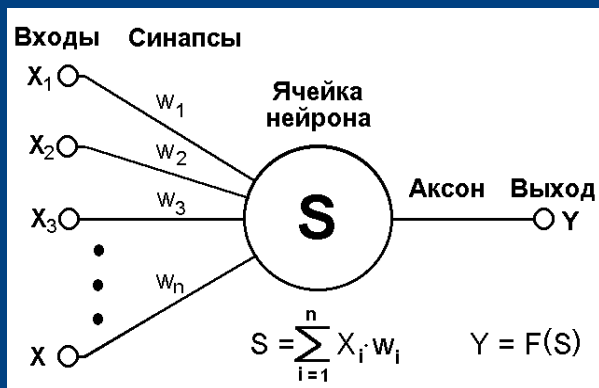 Входы Синапсы
X1
w1
Ячейка
нейрона
X2
w2
Аксон Выход
X3
w3
S
Y
wn
X
S = n∑i=1 Xi·wi Y = F(S)